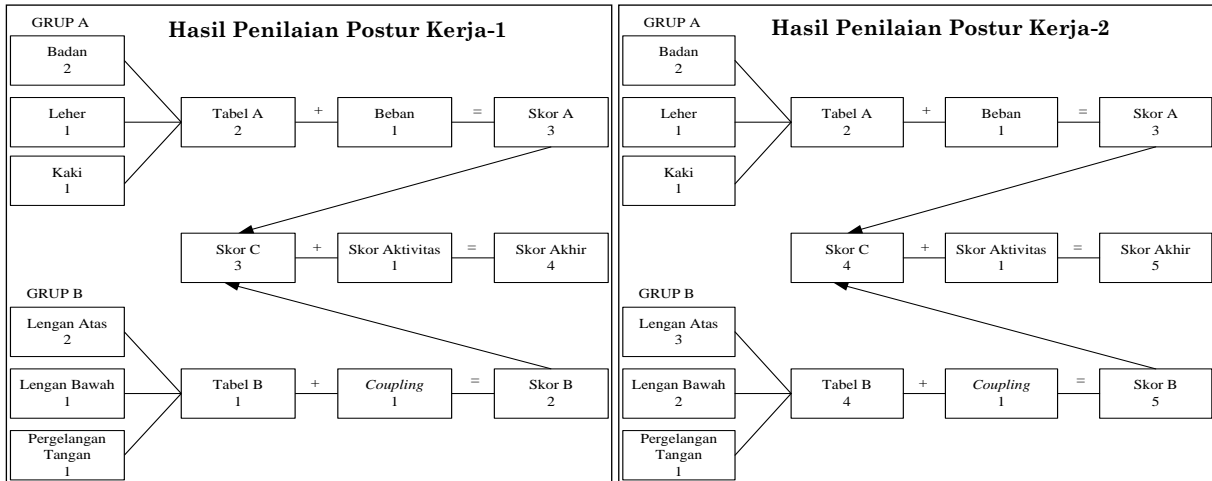 Hasil Penilaian Postur Kerja-1
GRUP A
Badan
2
Leher
1
Kaki
1
Tabel A
2
+
Beban
1
=
Skor A
3
Skor C
3
+
Skor Aktivitas
1
=
Skor Akhir
4
GRUP B
Lengan Atas
2
Lengan Bawah
1
Pergelangan
Tangan
1
Tabel B
1
+
Coupling
1
=
Skor B
2
Hasil Penilaian Postur Kerja-2
GRUP A
Badan
2
Leher
1
Kaki
1
Tabel A
2
+
Beban
1
=
Skor A
3
Skor C
4
+
Skor Aktivitas
1
=
Skor Akhir
5
GRUP B
Lengan Atas
3
Lengan Bawah
2
Pergelangan
Tangan
1
Tabel B
4
+
Coupling
1
=
Skor B
5